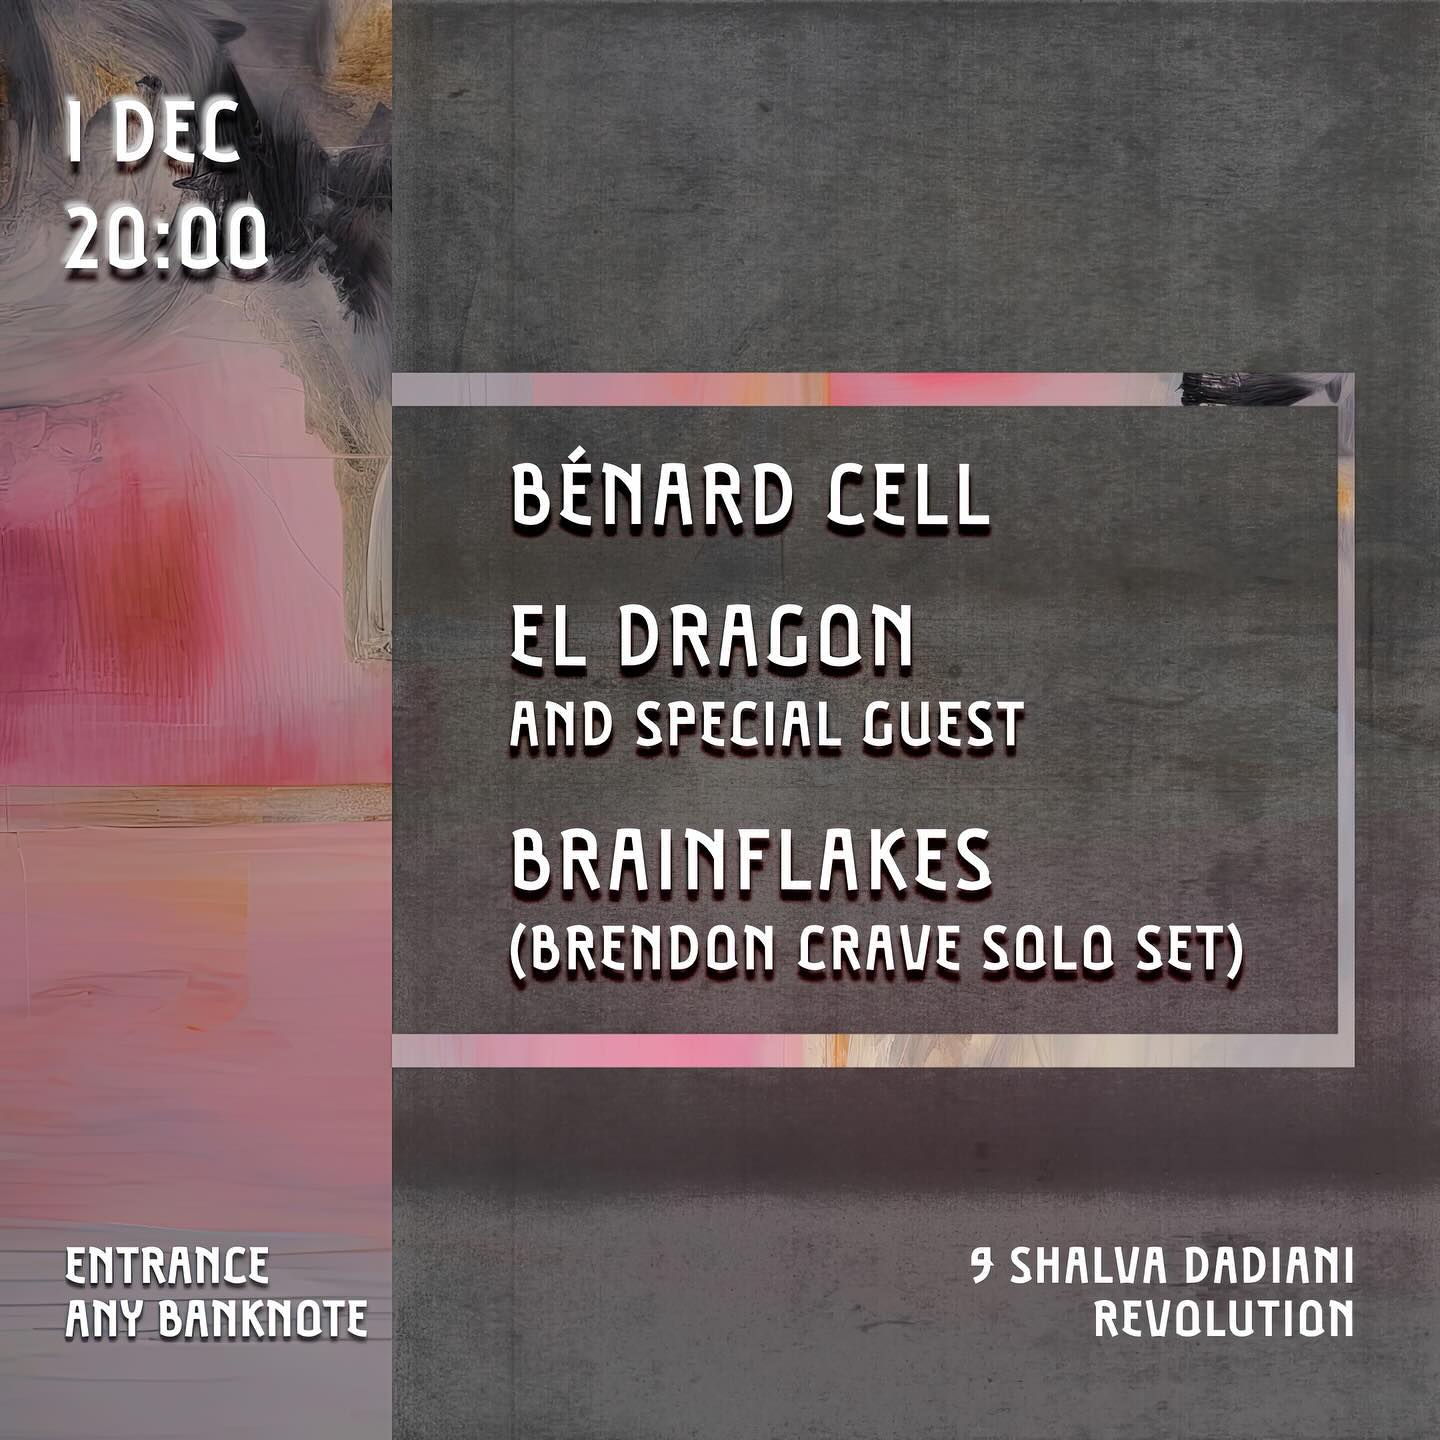 1 DEC
20:00
BÉNARD CELL
EL DRAGON
AND SPECIAL GUEST
BRAINFLAKES
(BRENDON CRAVE SOLO SET)
ENTRANCE
ANY BANKNOTE
9 SHALVA DADIANI
REVOLUTION